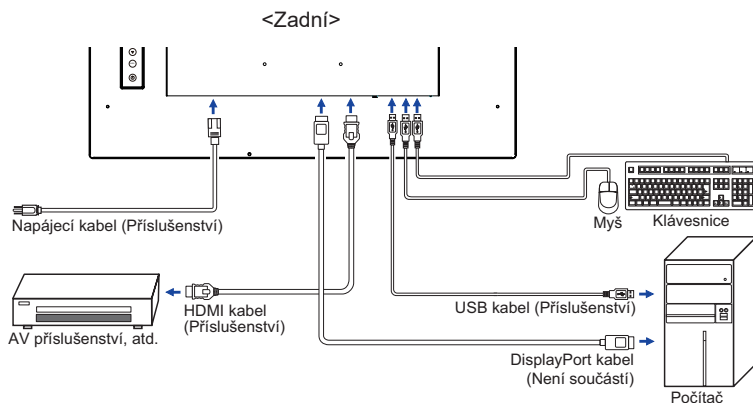 <Zadní>
Napájecí kabel (Příslušenství)
Myš
Klávesnice
HDMI kabel
(Příslušenství)
USB kabel (Příslušenství)
AV příslušenství, atd.
DisplayPort kabel
(Není součástí)
Počítač